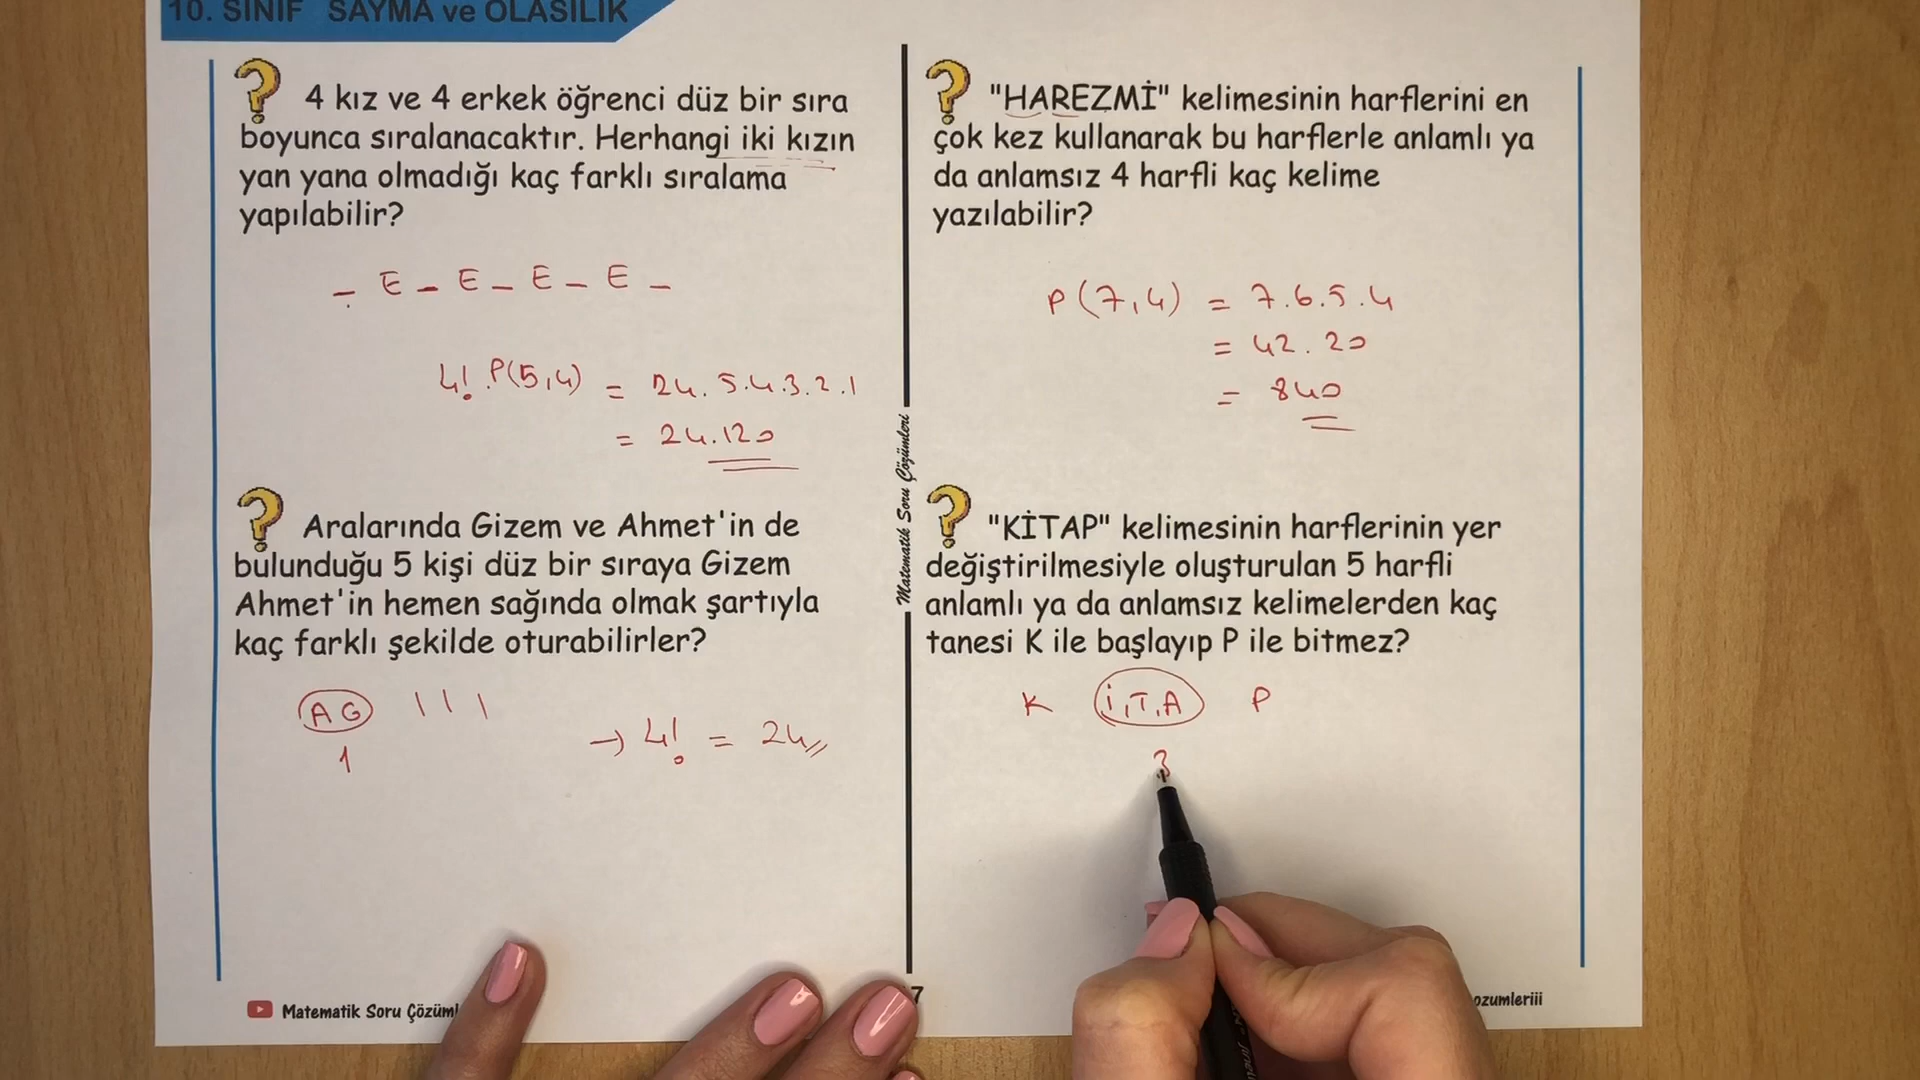 10. SINIF SAYMA ve OLASILIK
4 kız ve 4 erkek öğrenci düz bir sıra
boyunca sıralanacaktır. Herhangi iki kızın
yan yana olmadığı kaç farklı sıralama
yapılabilir?
_ E _ E _ E _ E _
4! . P(5,4) = 24. 5.4.3.2.1
= 24.120
Aralarında Gizem ve Ahmet'in de
bulunduğu 5 kişi düz bir sıraya Gizem
Ahmet'in hemen sağında olmak şartıyla
kaç farklı şekilde oturabilirler?
AG | | |
1
→ 4! = 24
Matematik Soru Çözüml
Matematik Soru Çözümleri
"HAREZMİ" kelimesinin harflerini en
çok kez kullanarak bu harflerle anlamlı ya
da anlamsız 4 harfli kaç kelime
yazılabilir?
P(7,4) = 7.6.5.4
= 42.20
= 840
"KİTAP" kelimesinin harflerinin yer
değiştirilmesiyle oluşturulan 5 harfli
anlamlı ya da anlamsız kelimelerden kaç
tanesi K ile başlayıp P ile bitmez?
K İ,T,A P
3
7
ozumleriii